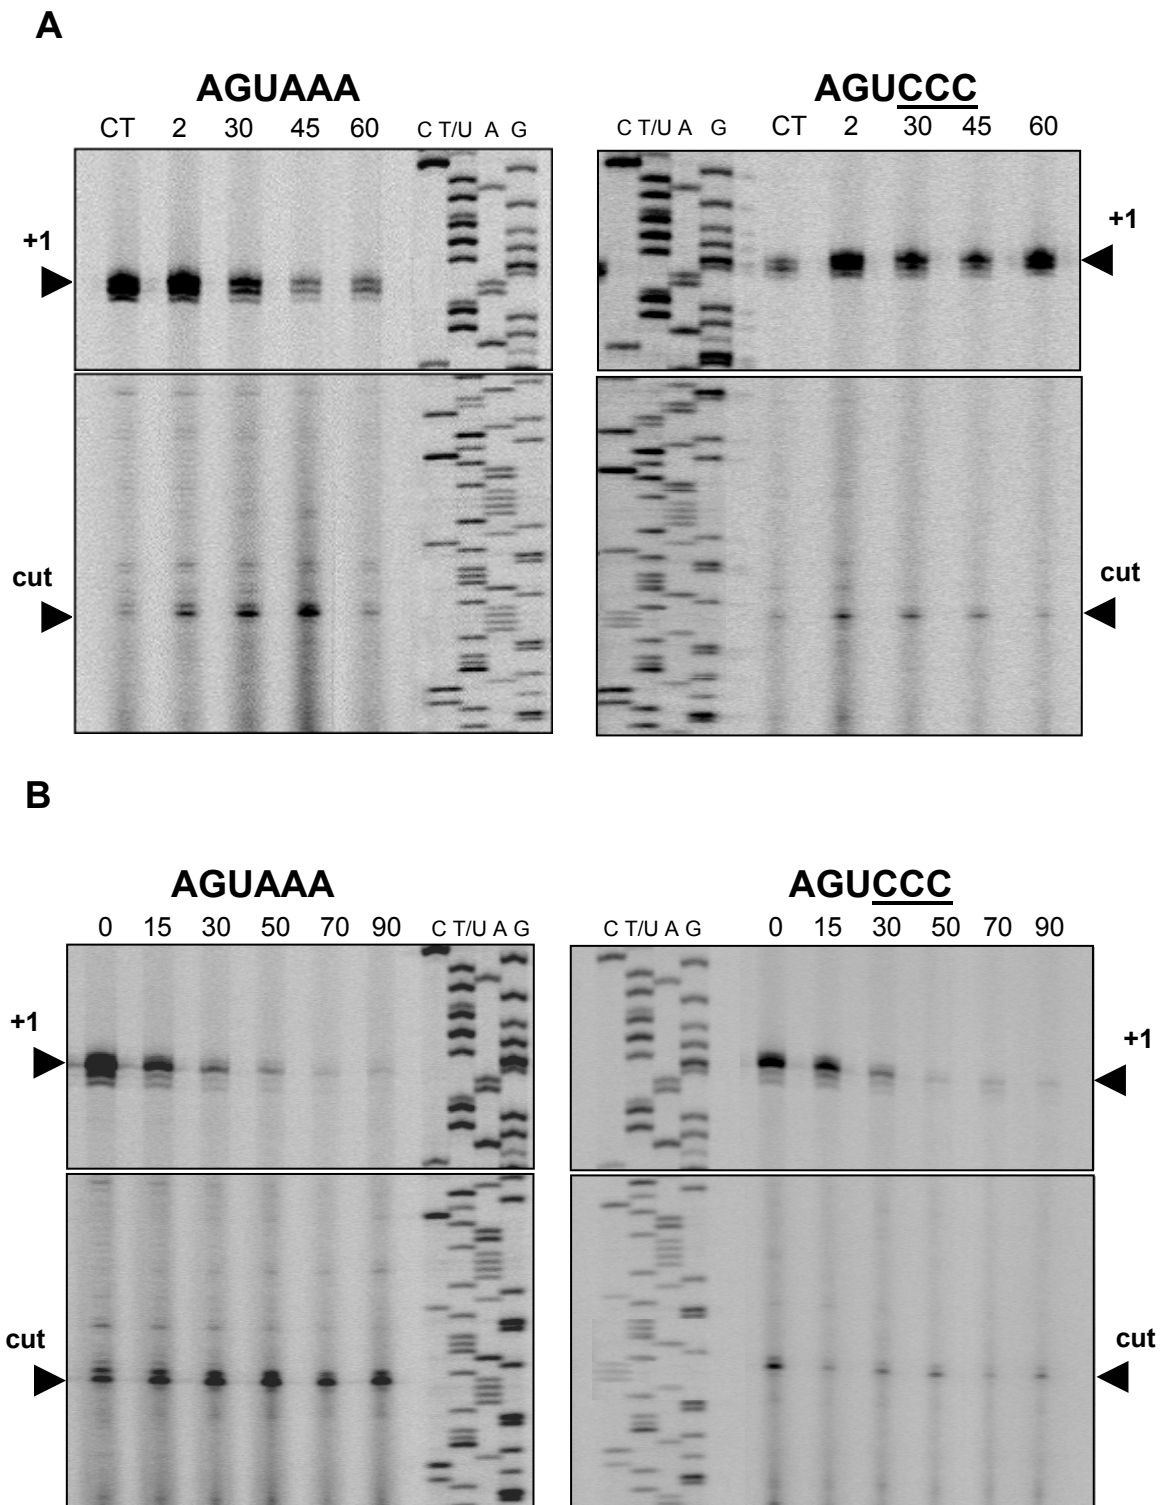 A
AGUAAA
AGUCCC
CT 2 30 45 60 C T/U A G
C T/U A G CT 2 30 45 60
+1
+1
cut
cut
B
AGUAAA
AGUCCC
0 15 30 50 70 90 C T/U A G
C T/U A G 0 15 30 50 70 90
+1
+1
cut
cut